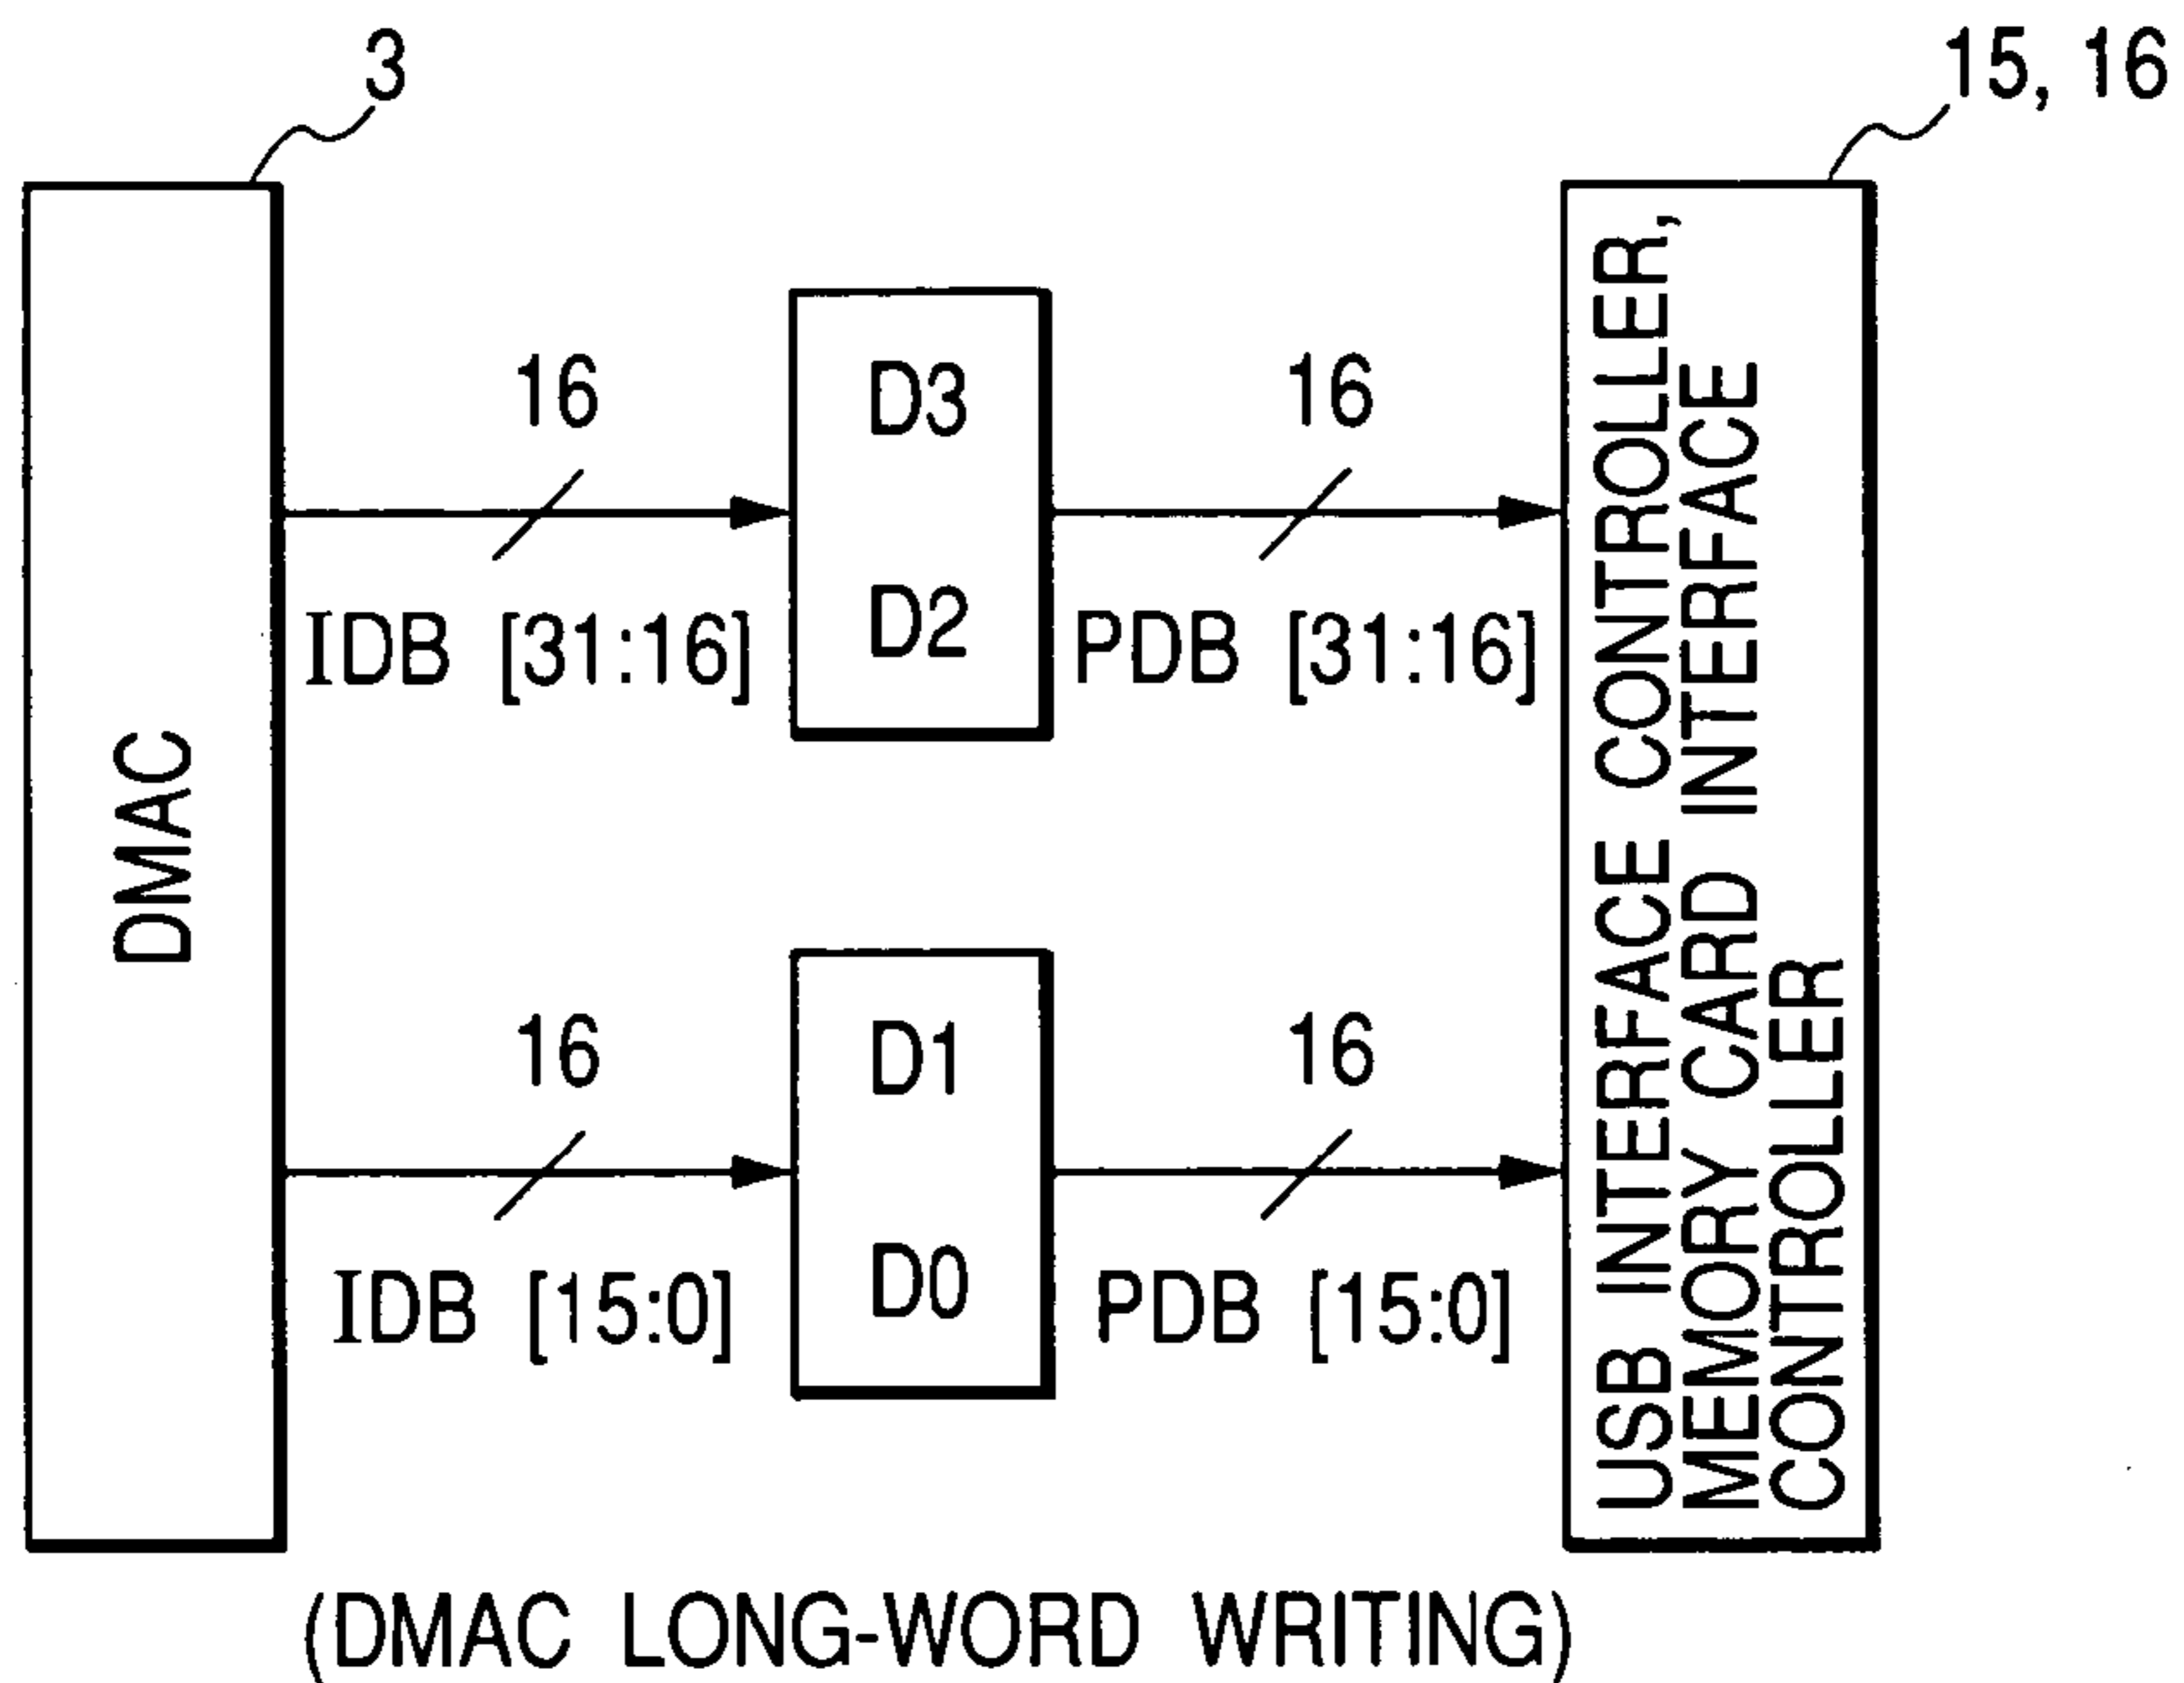 3
15, 16
DMAC
16
IDB [31:16]
D3
D2
16
PDB [31:16]
16
IDB [15:0]
D1
D0
16
PDB [15:0]
USB INTERFACE CONTROLLER,
MEMORY CARD INTERFACE
CONTROLLER
(DMAC LONG-WORD WRITING)